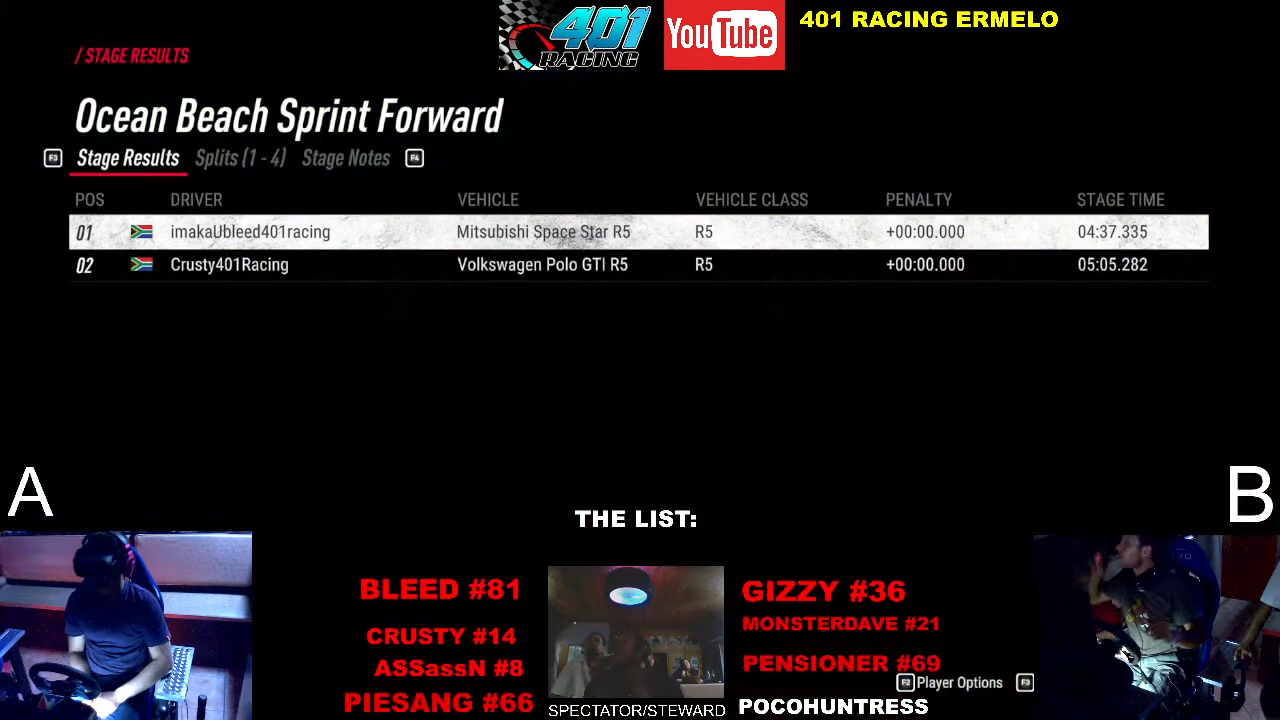 401 RACING
YouTube
401 RACING ERMELO
/ STAGE RESULTS
Ocean Beach Sprint Forward
F3 Stage Results Splits (1 - 4) Stage Notes F4
POS DRIVER VEHICLE VEHICLE CLASS PENALTY STAGE TIME
01 imakaUbleed401racing Mitsubishi Space Star R5 R5 +00:00.000 04:37.335
02 Crusty401Racing Volkswagen Polo GTI R5 R5 +00:00.000 05:05.282
A
B
THE LIST:
BLEED #81
CRUSTY #14
ASSassN #8
PIESANG #66
SPECTATOR/STEWARD
GIZZY #36
MONSTERDAVE #21
PENSIONER #69
F2 Player Options F3
POCOHUNTRESS